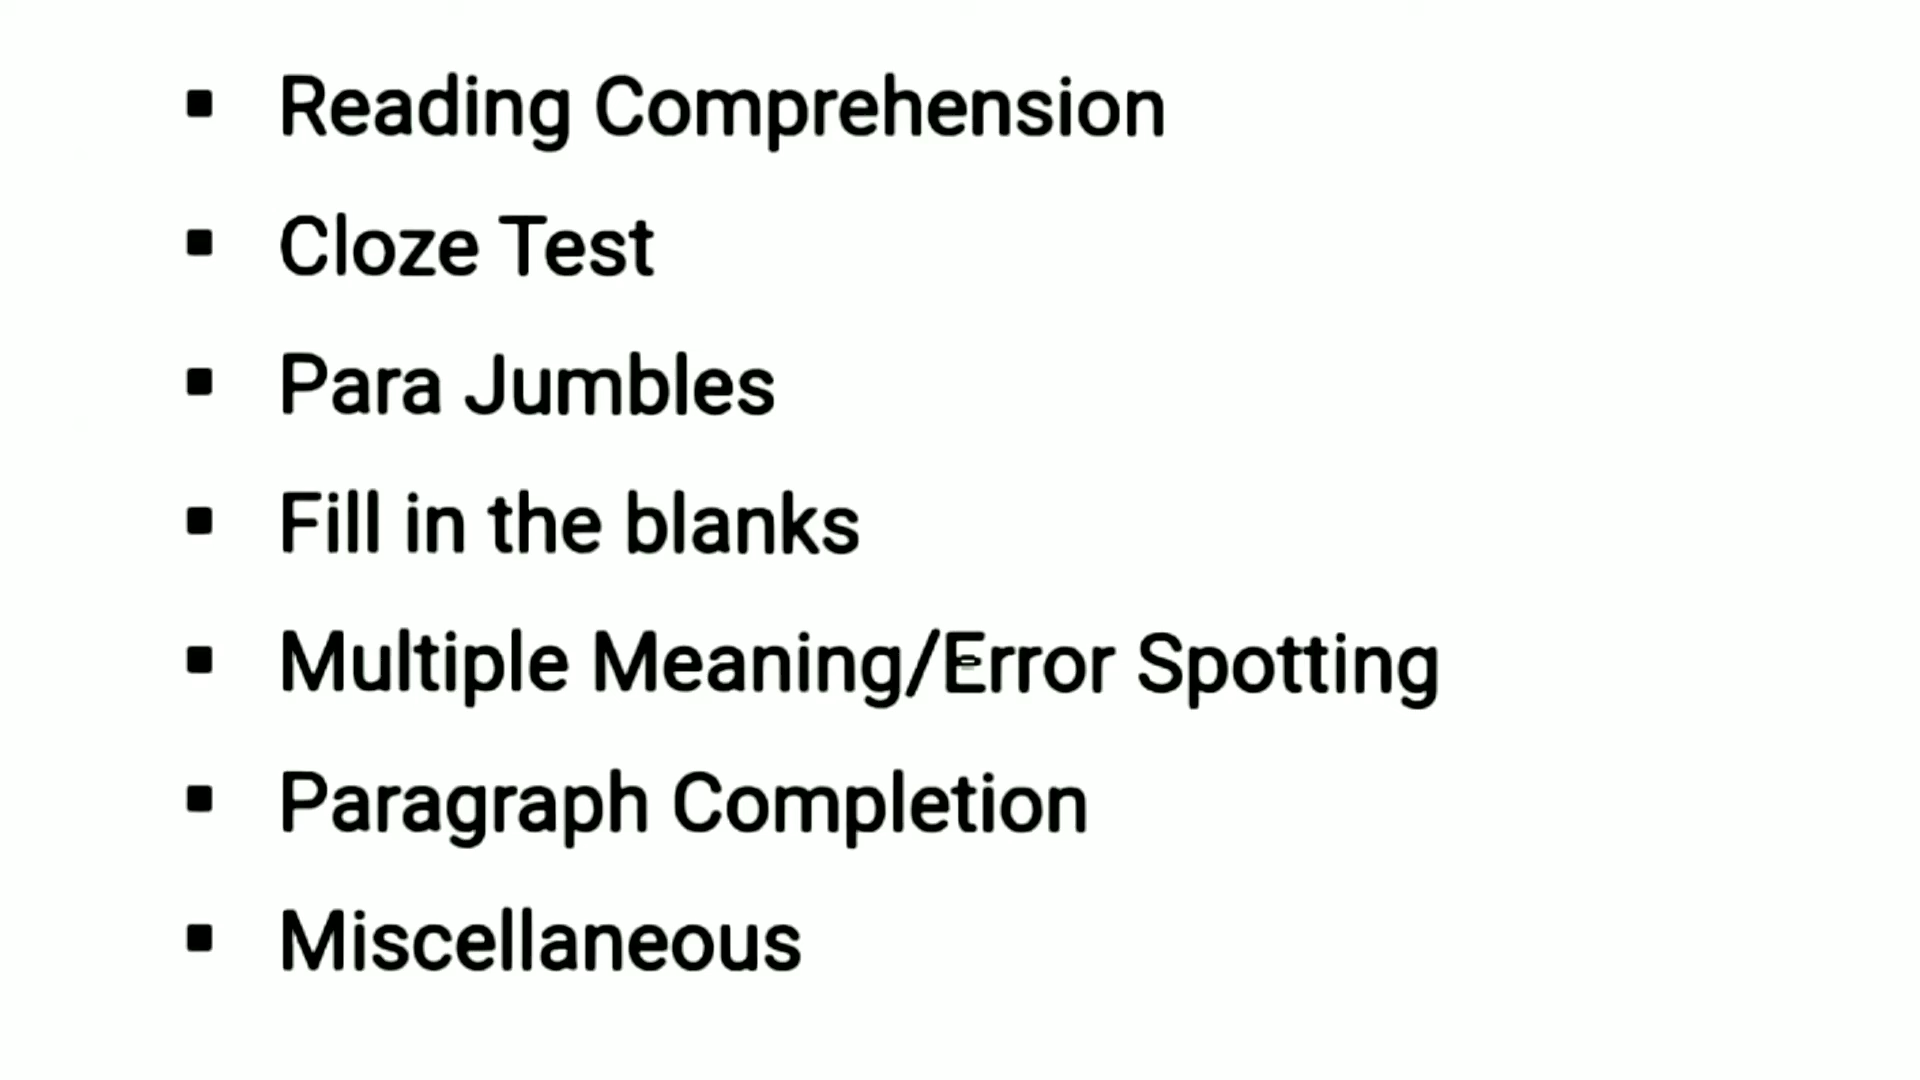 ▪ Reading Comprehension
▪ Cloze Test
▪ Para Jumbles
▪ Fill in the blanks
▪ Multiple Meaning/Error Spotting
▪ Paragraph Completion
▪ Miscellaneous